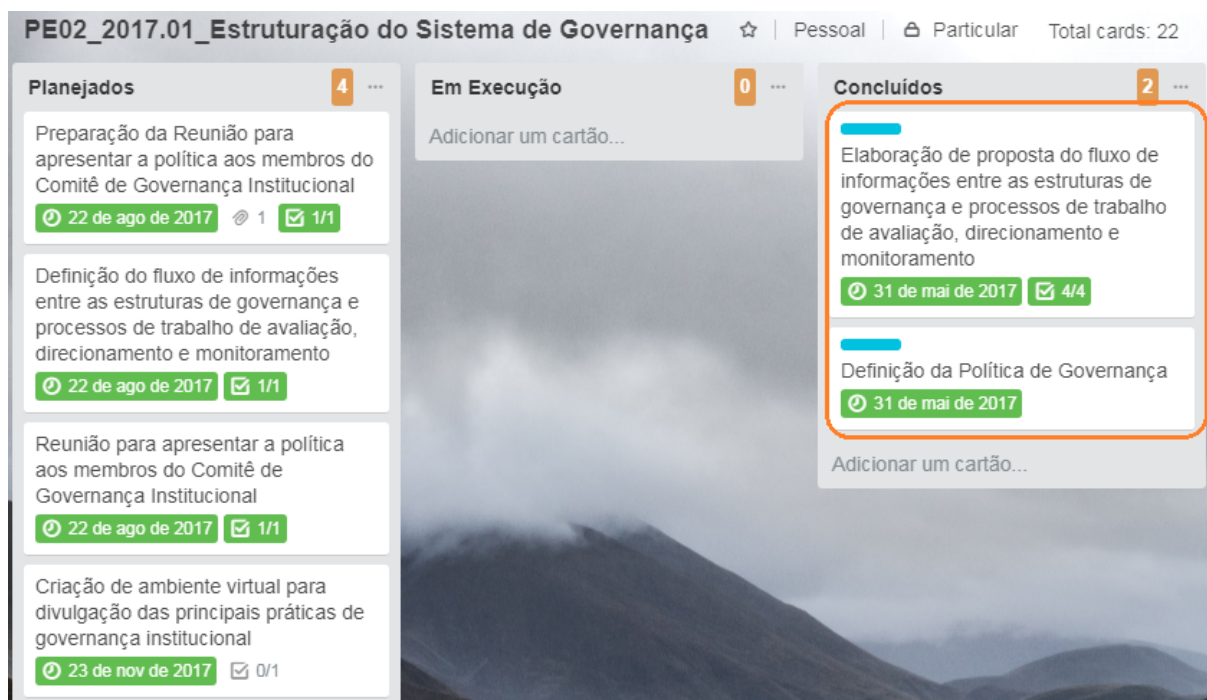 PE02_2017.01_Estruturação do Sistema de Governança Pessoal Particular Total cards: 22
Planejados 4 ...
Preparação da Reunião para
apresentar a política aos membros do
Comitê de Governança Institucional
22 de ago de 2017 1 1/1
Definição do fluxo de informações
entre as estruturas de governança e
processos de trabalho de avaliação,
direcionamento e monitoramento
22 de ago de 2017 1/1
Reunião para apresentar a política
aos membros do Comitê de
Governança Institucional
22 de ago de 2017 1/1
Criação de ambiente virtual para
divulgação das principais práticas de
governança institucional
23 de nov de 2017 0/1
Em Execução 0 ...
Adicionar um cartão...
Concluídos 2 ...
Elaboração de proposta do fluxo de
informações entre as estruturas de
governança e processos de trabalho
de avaliação, direcionamento e
monitoramento
31 de mai de 2017 4/4
Definição da Política de Governança
31 de mai de 2017
Adicionar um cartão...